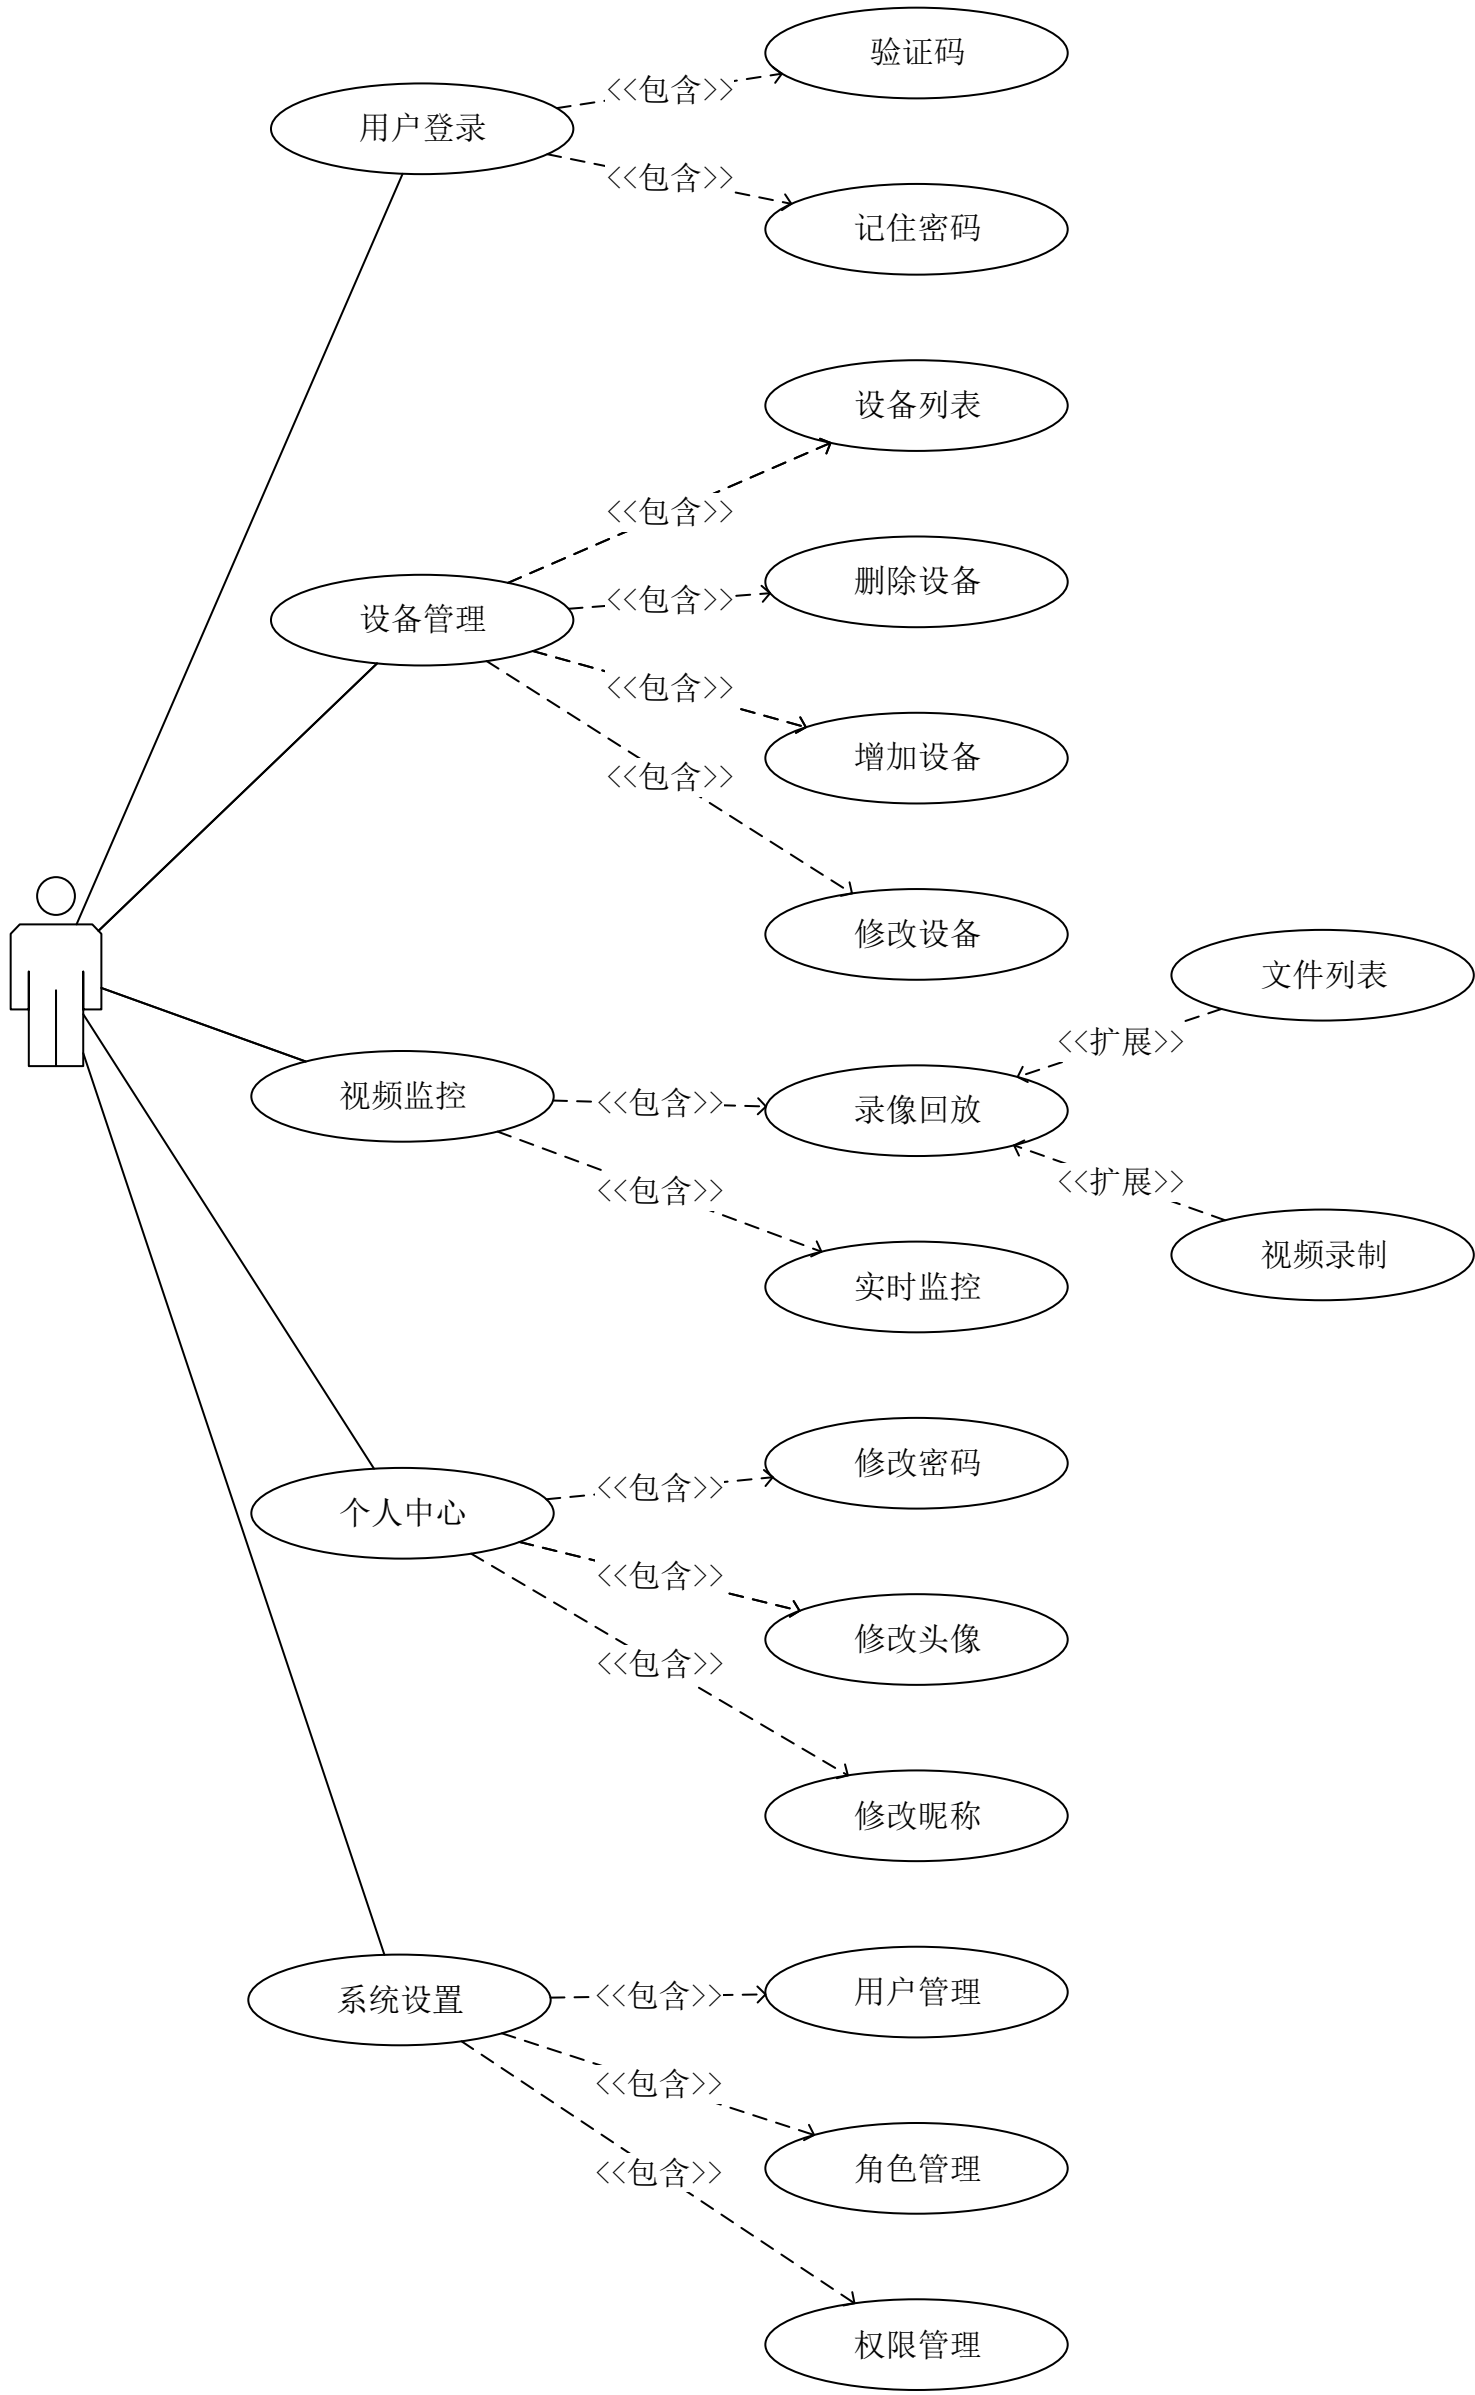 验证码
<<包含>>
用户登录
<<包含>>
记住密码
设备列表
<<包含>>
删除设备
<<包含>>
设备管理
<<包含>>
增加设备
<<包含>>
修改设备
文件列表
<<扩展>>
视频监控
<<包含>>
录像回放
<<扩展>>
<<包含>>
视频录制
实时监控
修改密码
<<包含>>
个人中心
<<包含>>
修改头像
<<包含>>
修改昵称
用户管理
<<包含>>
系统设置
<<包含>>
角色管理
<<包含>>
权限管理